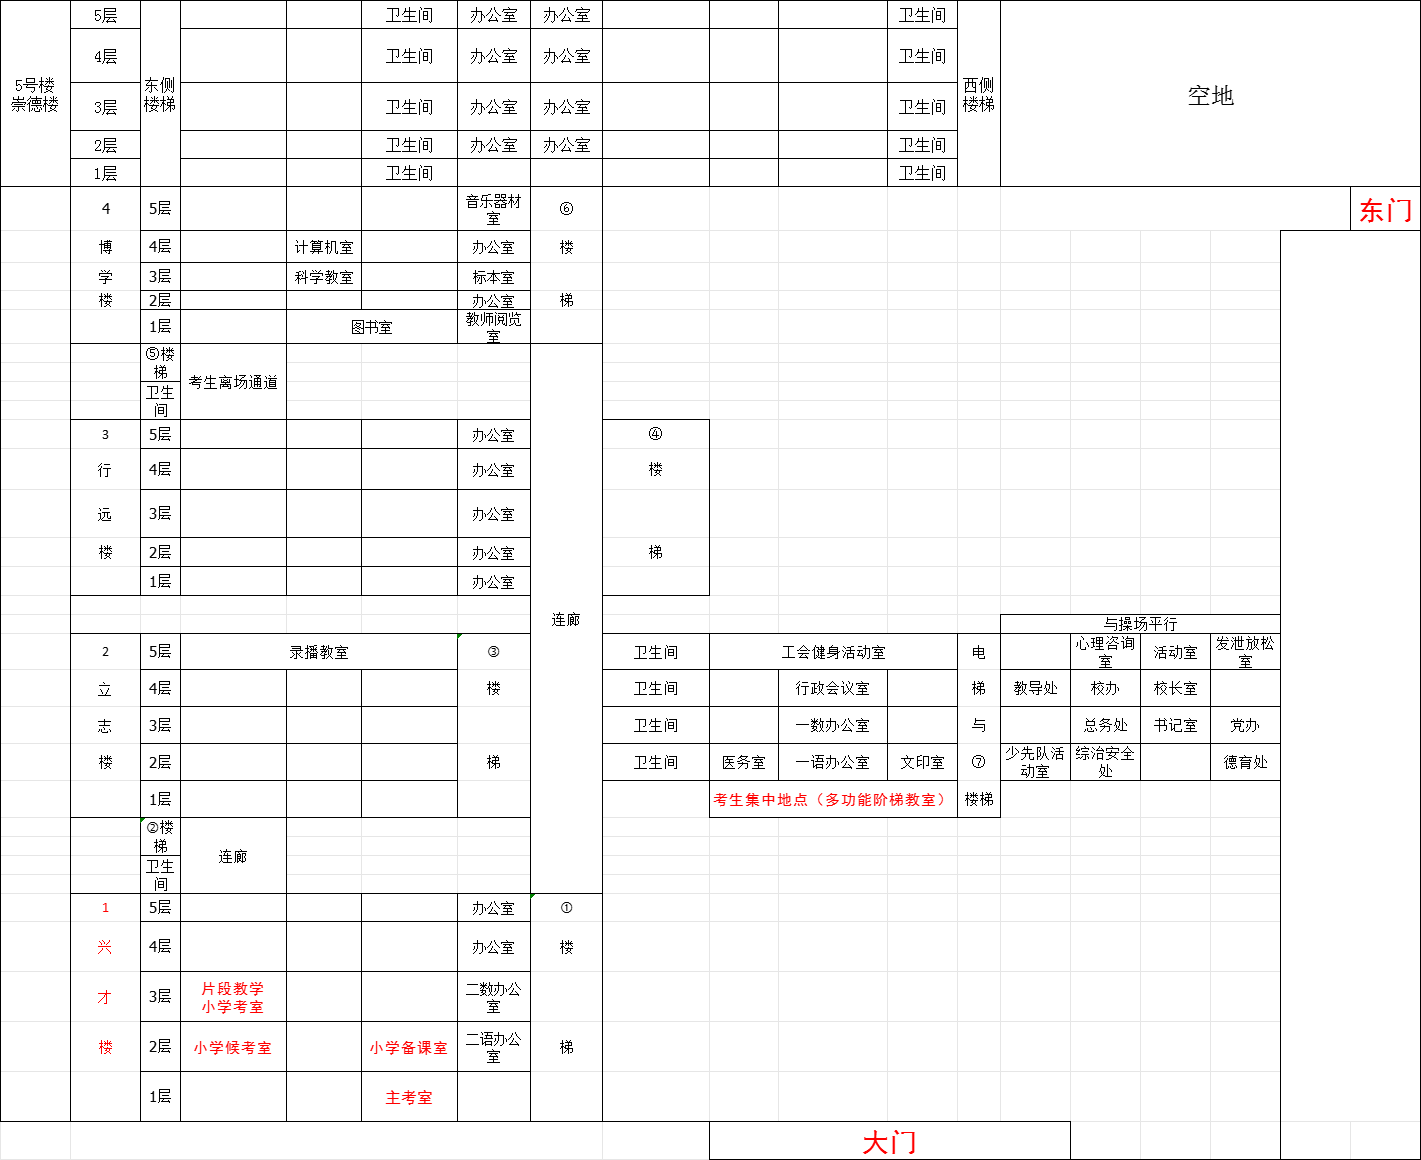 5层 卫生间 办公室 办公室 卫生间
4层 卫生间 办公室 办公室 卫生间
5号楼
崇德楼
东侧
楼梯
西侧
楼梯
空地
3层 卫生间 办公室 办公室 卫生间
2层 卫生间 办公室 办公室 卫生间
1层 卫生间 卫生间
4 5层 音乐器材
室
⑥
东门
博 4层 计算机室 办公室 楼
学 3层 科学教室 标本室
楼 2层 办公室 梯
1层 图书室 教师阅览
室
⑤楼
梯
考生离场通道
卫生
间
3 5层 办公室 ④
行 4层 办公室 楼
远 3层 办公室
楼 2层 办公室 梯
1层 办公室
连廊
与操场平行
2 5层 录播教室 ③ 卫生间 工会健身活动室 电 心理咨询
室
活动室 发泄放松
室
立 4层 楼 卫生间 行政会议室 梯 教导处 校办 校长室
志 3层 卫生间 一数办公室 与 总务处 书记室 党办
楼 2层 梯 卫生间 医务室 一语办公室 文印室 ⑦ 少先队活
动室
综治安全
处
德育处
1层 考生集中地点（多功能阶梯教室） 楼梯
②楼
梯
连廊
卫生
间
1 5层 办公室 ①
兴 4层 办公室 楼
才 3层 片段教学
小学考室
二数办公
室
楼 2层 小学候考室 小学备课室 二语办公
室
梯
1层 主考室
大门